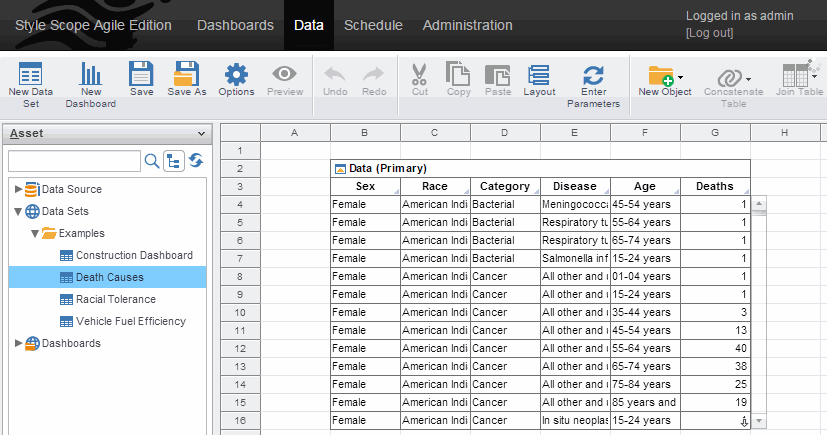 Style Scope Agile Edition Dashboards Data Schedule Administration
Logged in as admin
[Log out]
New Data Set New Dashboard Save Save As Options Preview Undo Redo Cut Copy Paste Layout Enter Parameters New Object Concatenate Table Join Table
Asset
Data Source
Data Sets
Examples
Construction Dashboard
Death Causes
Racial Tolerance
Vehicle Fuel Efficiency
Dashboards
A B C D E F G H
1
2 Data (Primary)
3 Sex Race Category Disease Age Deaths
4 Female American Indi Bacterial Meningococca 45-54 years 1
5 Female American Indi Bacterial Respiratory tu 55-64 years 1
6 Female American Indi Bacterial Respiratory tu 65-74 years 1
7 Female American Indi Bacterial Salmonella inf 15-24 years 1
8 Female American Indi Cancer All other and 01-04 years 1
9 Female American Indi Cancer All other and 15-24 years 1
10 Female American Indi Cancer All other and 35-44 years 3
11 Female American Indi Cancer All other and 45-54 years 13
12 Female American Indi Cancer All other and 55-64 years 40
13 Female American Indi Cancer All other and 65-74 years 38
14 Female American Indi Cancer All other and 75-84 years 25
15 Female American Indi Cancer All other and 85 years and 19
16 Female American Indi Cancer In situ neoplas 15-24 years